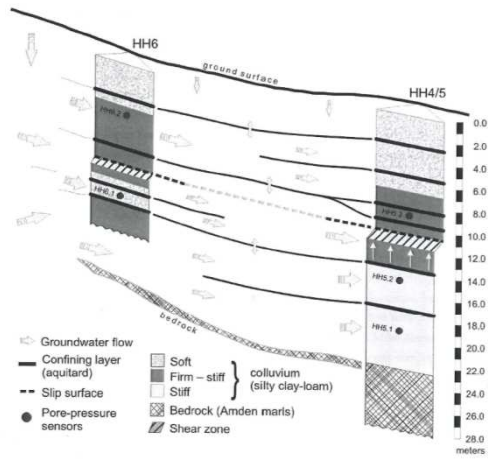 HH6
ground surface
HH4/5
HH6.2
HH6.1
HH5.2
HH5.1
bedrock
0.0
2.0
4.0
6.0
8.0
10.0
12.0
14.0
16.0
18.0
20.0
22.0
24.0
26.0
28.0
meters
Groundwater flow
Confining layer
(aquitard)
Slip surface
Pore-pressure
sensors
Soft
Firm – stiff
Stiff
colluvium
(silty clay-loam)
Bedrock (Amden marls)
Shear zone